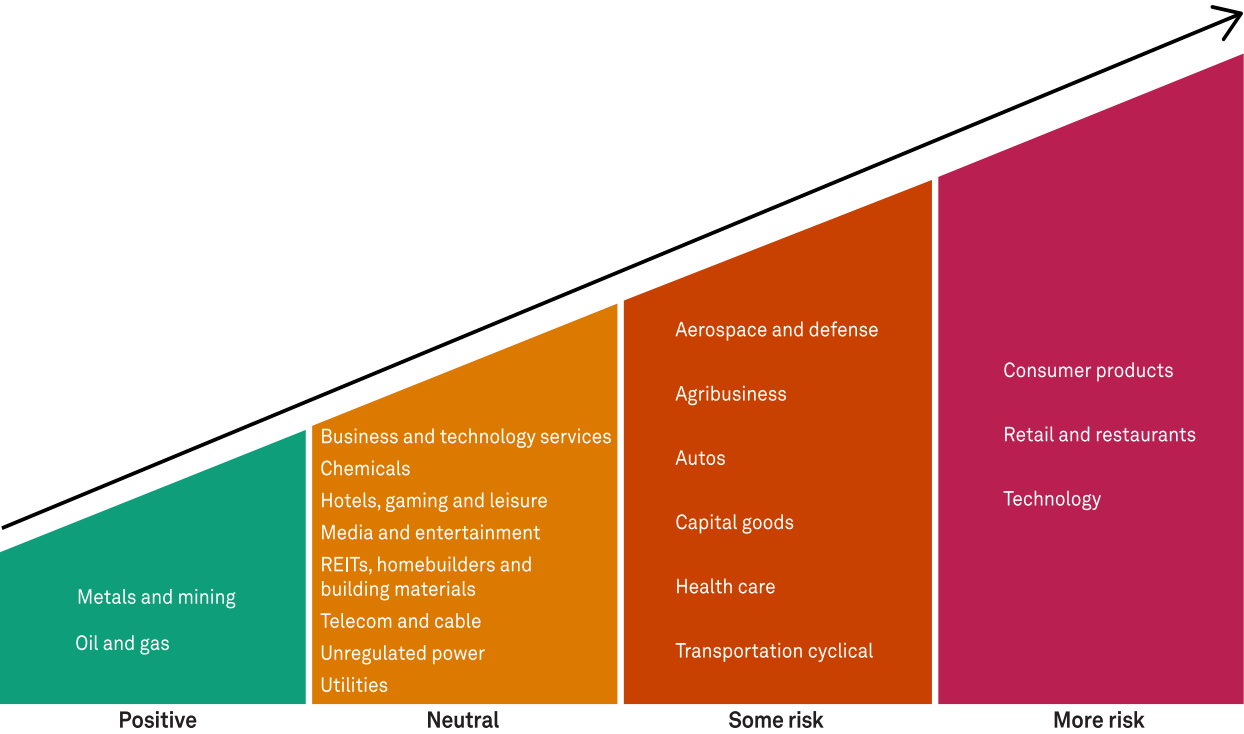 Metals and mining
Oil and gas
Positive
Business and technology services
Chemicals
Hotels, gaming and leisure
Media and entertainment
REITs, homebuilders and
building materials
Telecom and cable
Unregulated power
Utilities
Neutral
Aerospace and defense
Agribusiness
Autos
Capital goods
Health care
Transportation cyclical
Some risk
Consumer products
Retail and restaurants
Technology
More risk